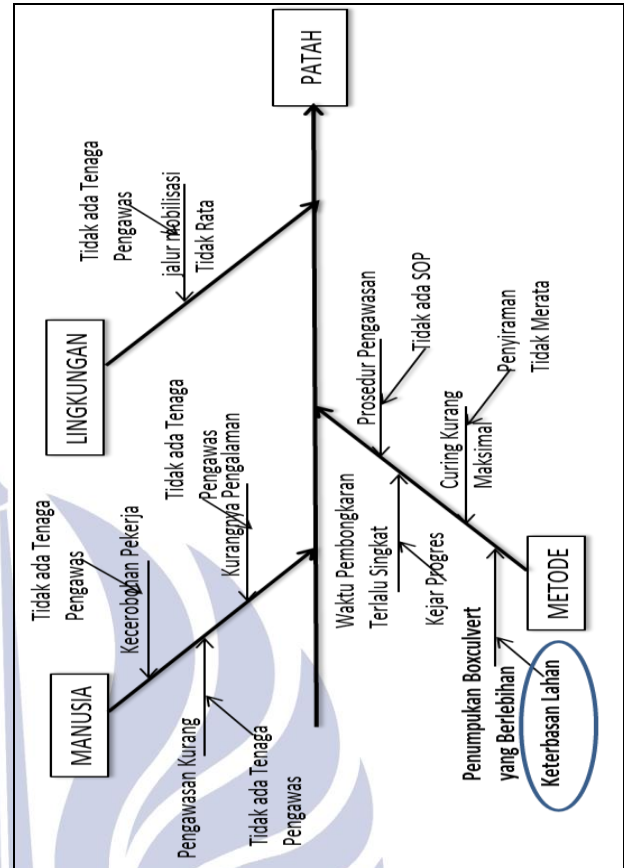 MANUSIA
Tidak ada Tenaga
Pengawas
Kecerobohan Pekerja
Pengawasan Kurang
Tidak ada Tenaga
Pengawas
Tidak ada Tenaga
Pengawas
Kurangnya Pengalaman
LINGKUNGAN
Tidak ada Tenaga
Pengawas
jalur mobilisasi
Tidak Rata
PATAH
Waktu Pembongkaran
Terlalu Singkat
Kejar Progres
Prosedur Pengawasan
Tidak ada SOP
Curing Kurang
Maksimal
Penyiraman
Tidak Merata
Penumpukan Boxculvert
yang Berlebihan
Keterbasan Lahan
METODE